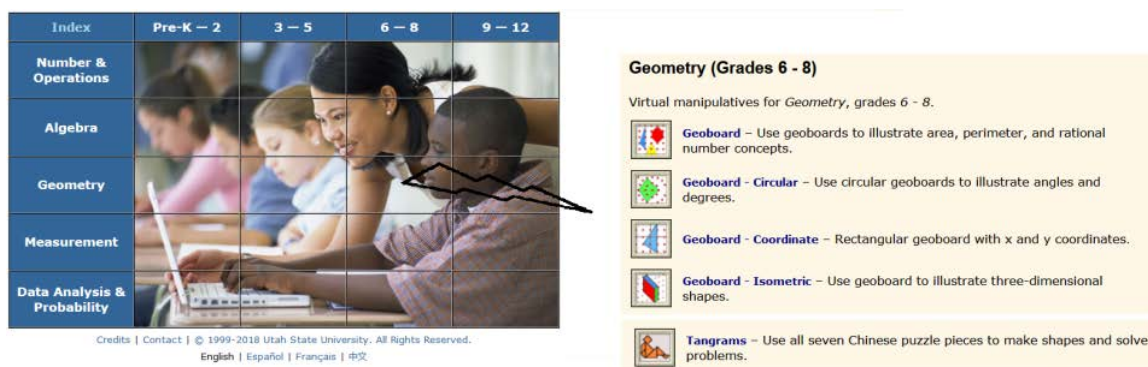 Index Pre-K — 2 3 — 5 6 — 8 9 — 12
Number &
Operations
Algebra
Geometry
Measurement
Data Analysis &
Probability
Credits | Contact | © 1999-2018 Utah State University. All Rights Reserved.
English | Español | Français | 中文
Geometry (Grades 6 - 8)
Virtual manipulatives for Geometry, grades 6 - 8.
Geoboard – Use geoboards to illustrate area, perimeter, and rational
number concepts.
Geoboard - Circular – Use circular geoboards to illustrate angles and
degrees.
Geoboard - Coordinate – Rectangular geoboard with x and y coordinates.
Geoboard - Isometric – Use geoboard to illustrate three-dimensional
shapes.
Tangrams – Use all seven Chinese puzzle pieces to make shapes and solve
problems.